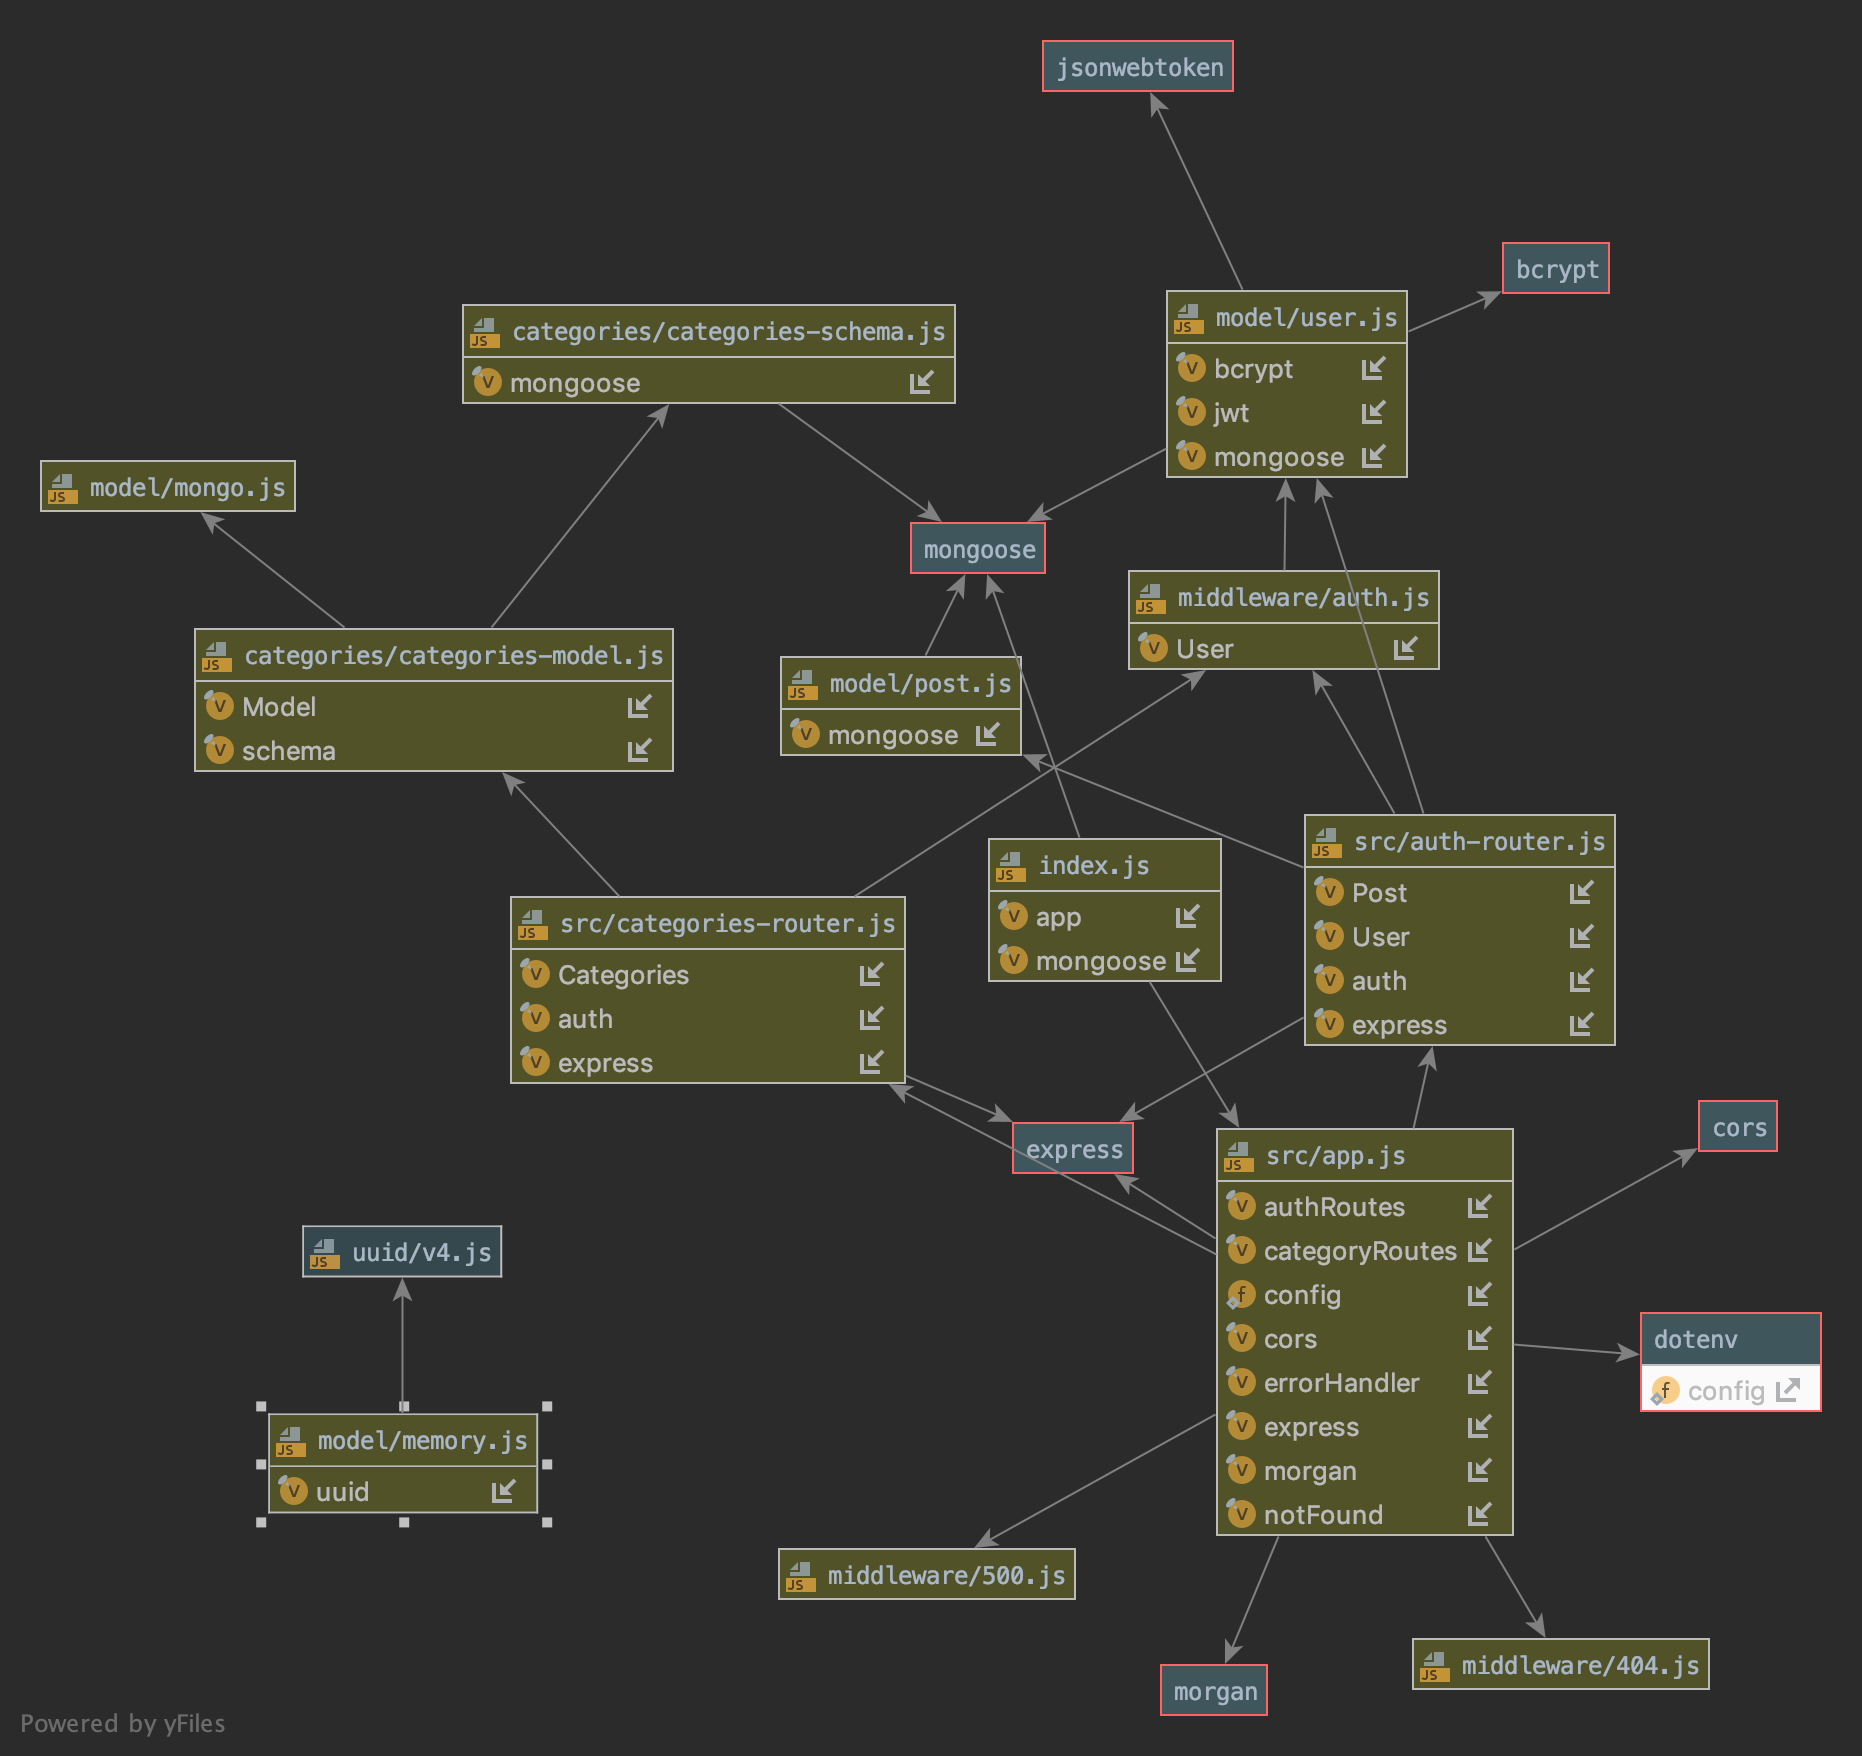 jsonwebtoken
bcrypt
JS model/user.js
V bcrypt
V jwt
V mongoose
JS categories/categories-schema.js
V mongoose
JS model/mongo.js
mongoose
JS middleware/auth.js
V User
JS categories/categories-model.js
V Model
V schema
JS model/post.js
V mongoose
JS src/auth-router.js
V Post
V User
V auth
V express
JS index.js
V app
V mongoose
JS src/categories-router.js
V Categories
V auth
V express
express
cors
JS src/app.js
V authRoutes
V categoryRoutes
f config
V cors
V errorHandler
V express
V morgan
V notFound
JS uuid/v4.js
dotenv
f config
JS model/memory.js
V uuid
JS middleware/500.js
JS middleware/404.js
morgan
Powered by yFiles